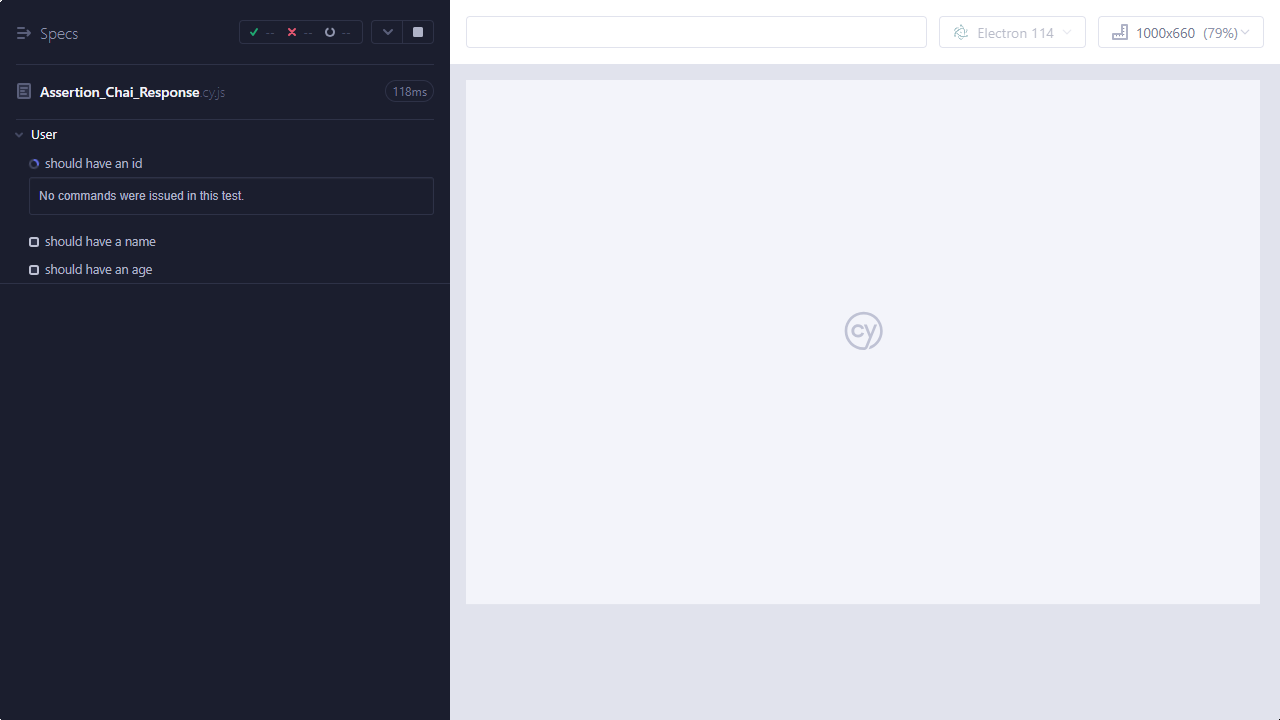 Specs
--
--
--
Electron 114
1000x660 (79%)
Assertion_Chai_Response.cy.js
118ms
User
should have an id
No commands were issued in this test.
should have a name
should have an age
cy